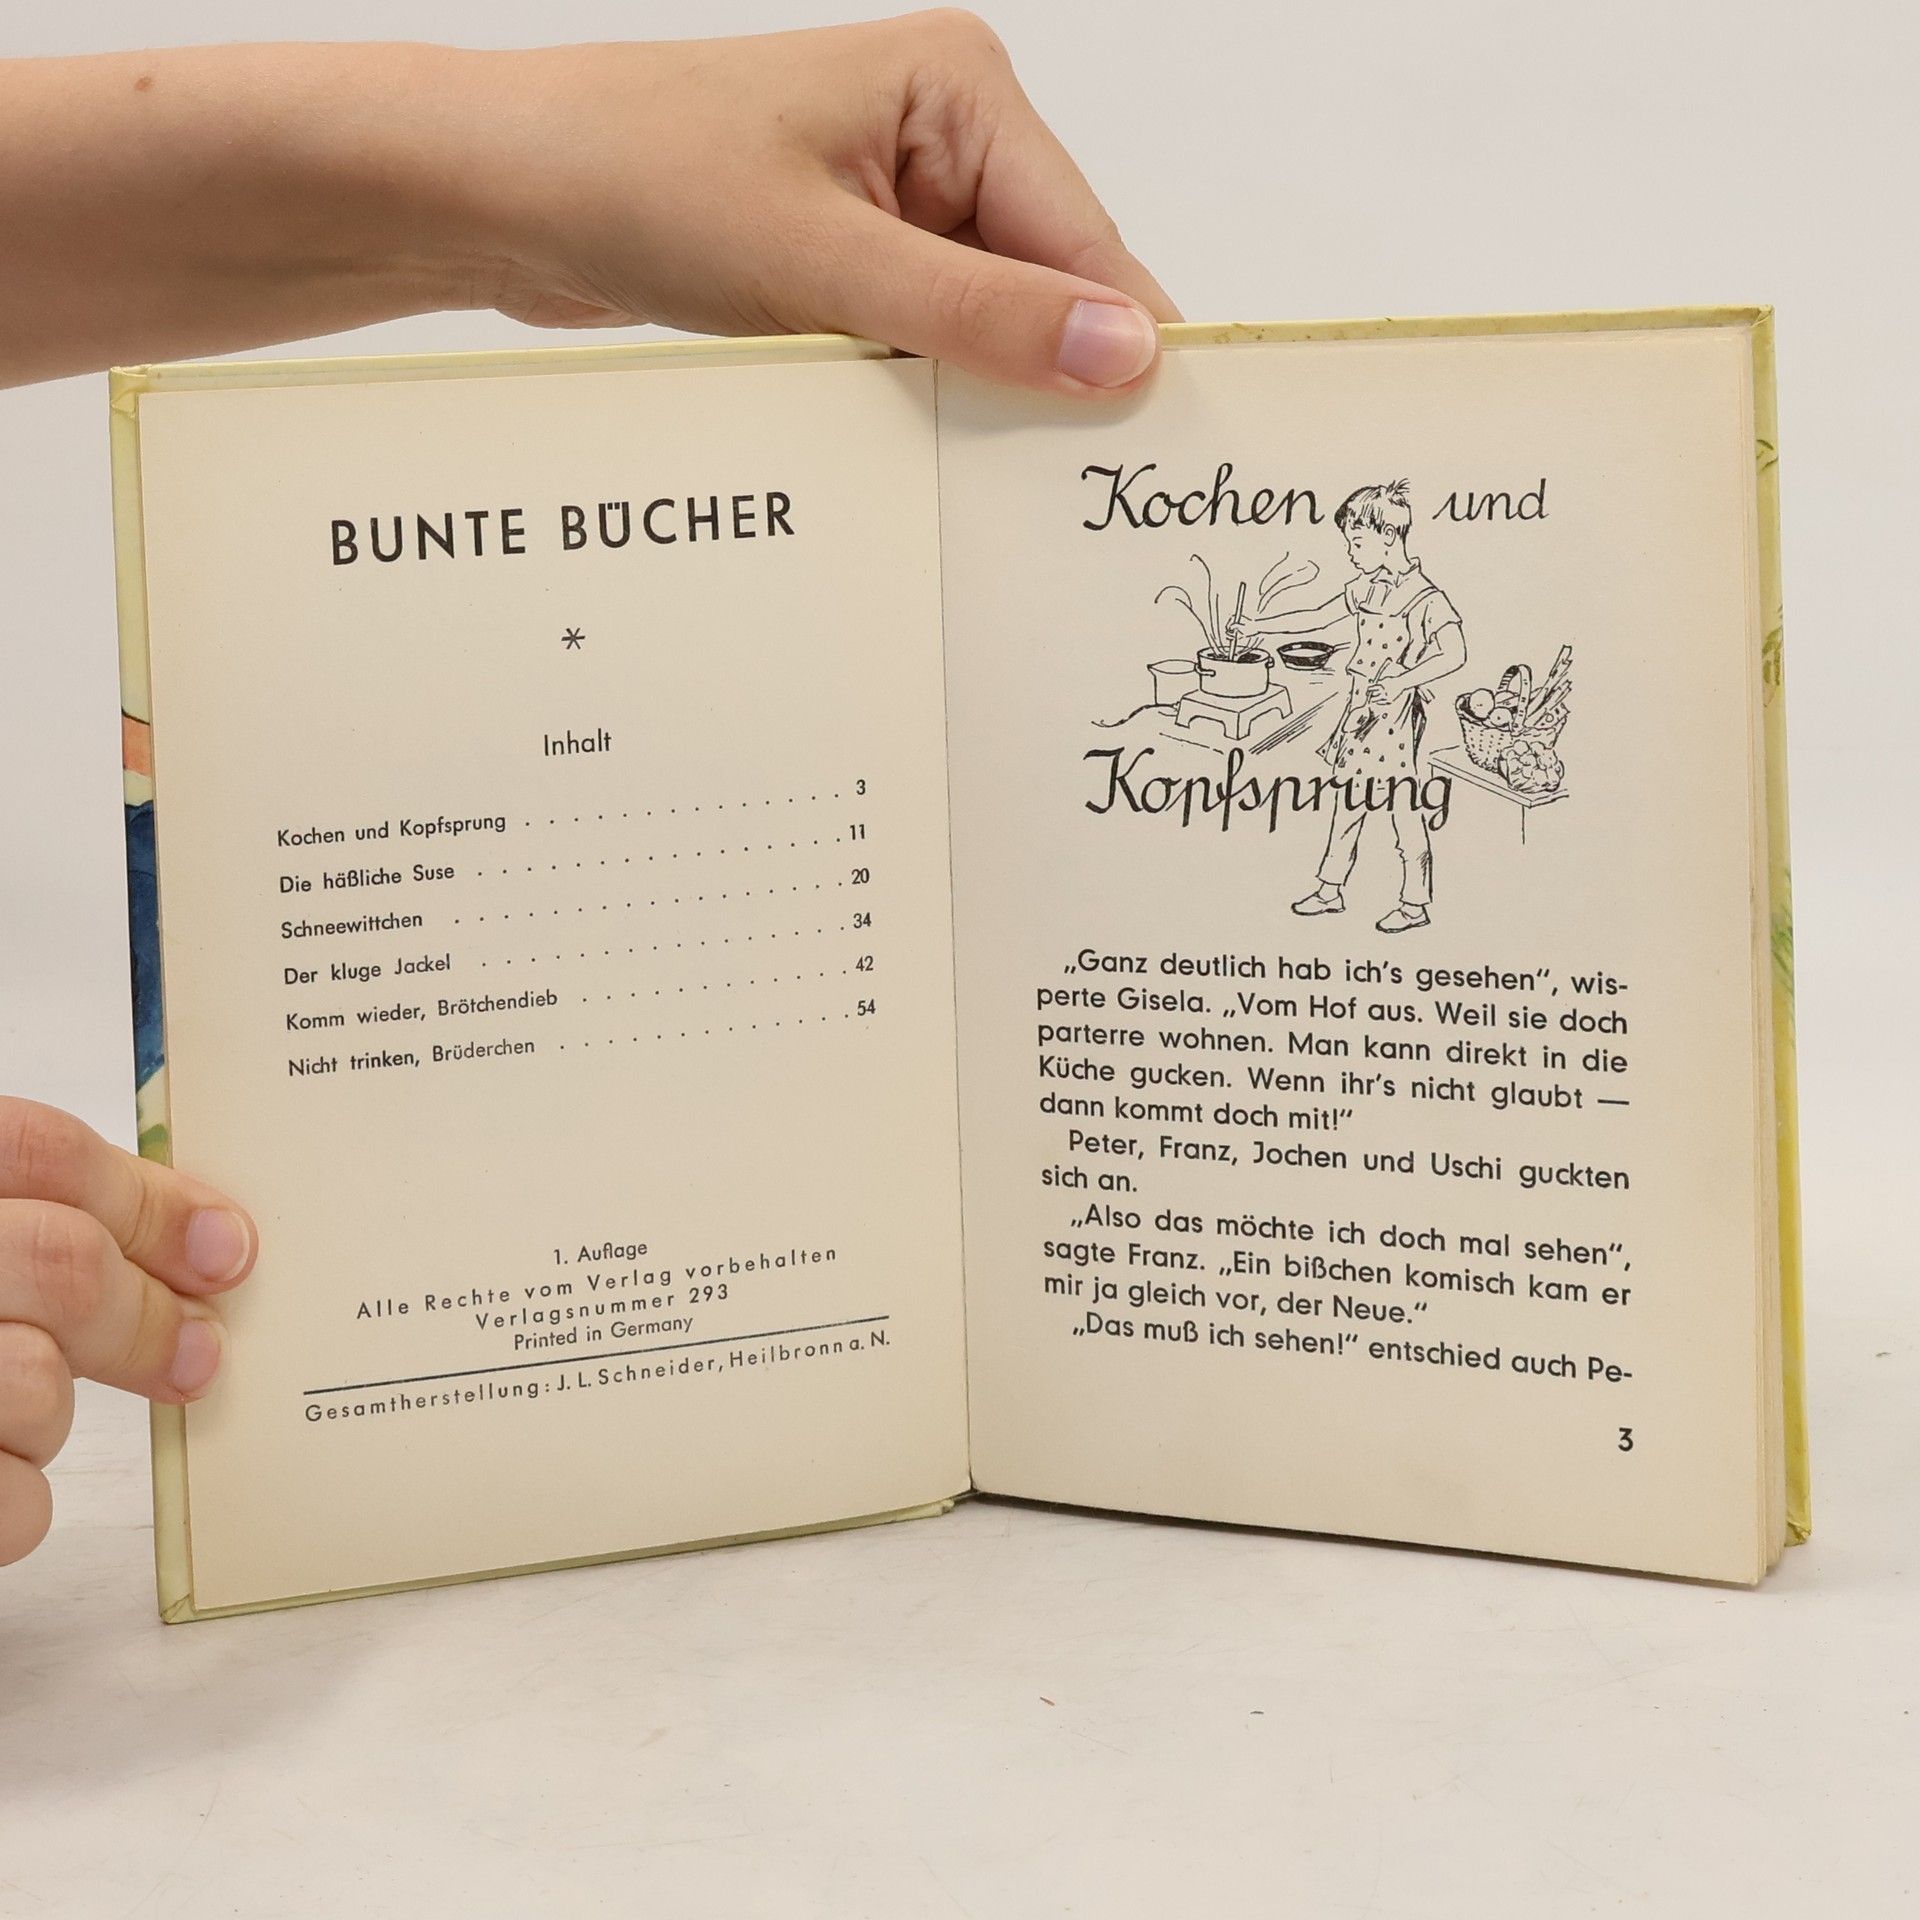 BUNTE BÜCHER
*
Inhalt
Kochen und Kopfsprung . . . . . . . . . . . . . . 3
Die häßliche Suse . . . . . . . . . . . . . . . . 11
Schneewittchen . . . . . . . . . . . . . . . . . 20
Der kluge Jackel . . . . . . . . . . . . . . . . 34
Komm wieder, Brötchendieb . . . . . . . . . . . . 42
Nicht trinken, Brüderchen . . . . . . . . . . . . . 54
1. Auflage
Alle Rechte vom Verlag vorbehalten
Verlagsnummer 293
Printed in Germany
Gesamtherstellung: J. L. Schneider, Heilbronn a. N.
Kochen und
Kopfsprung
„Ganz deutlich hab ich’s gesehen“, wis-
perte Gisela. „Vom Hof aus. Weil sie doch
parterre wohnen. Man kann direkt in die
Küche gucken. Wenn ihr’s nicht glaubt —
dann kommt doch mit!“
Peter, Franz, Jochen und Uschi guckten
sich an.
„Also das möchte ich doch mal sehen“,
sagte Franz. „Ein bißchen komisch kam er
mir ja gleich vor, der Neue.“
„Das muß ich sehen!“ entschied auch Pe-
3